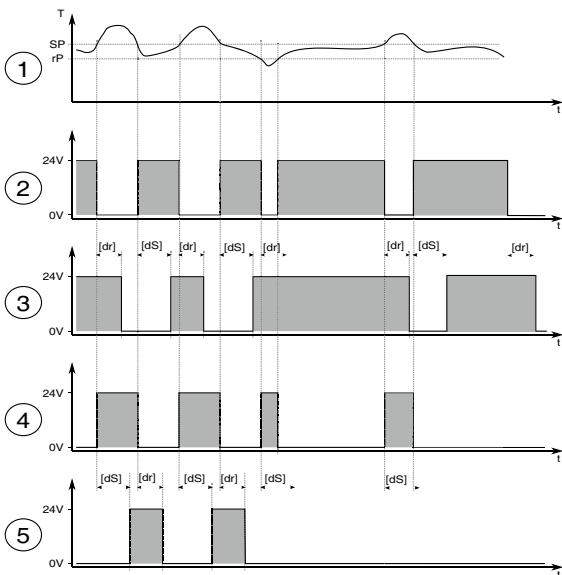 T
SP
rP
1
t
24V
2
0V
t
[dr] [dS] [dr] [dS] [dr] [dr] [dS] [dr]
24V
3
0V
t
24V
4
0V
t
[dS] [dr] [dS] [dr] [dS] [dS]
24V
5
0V
t